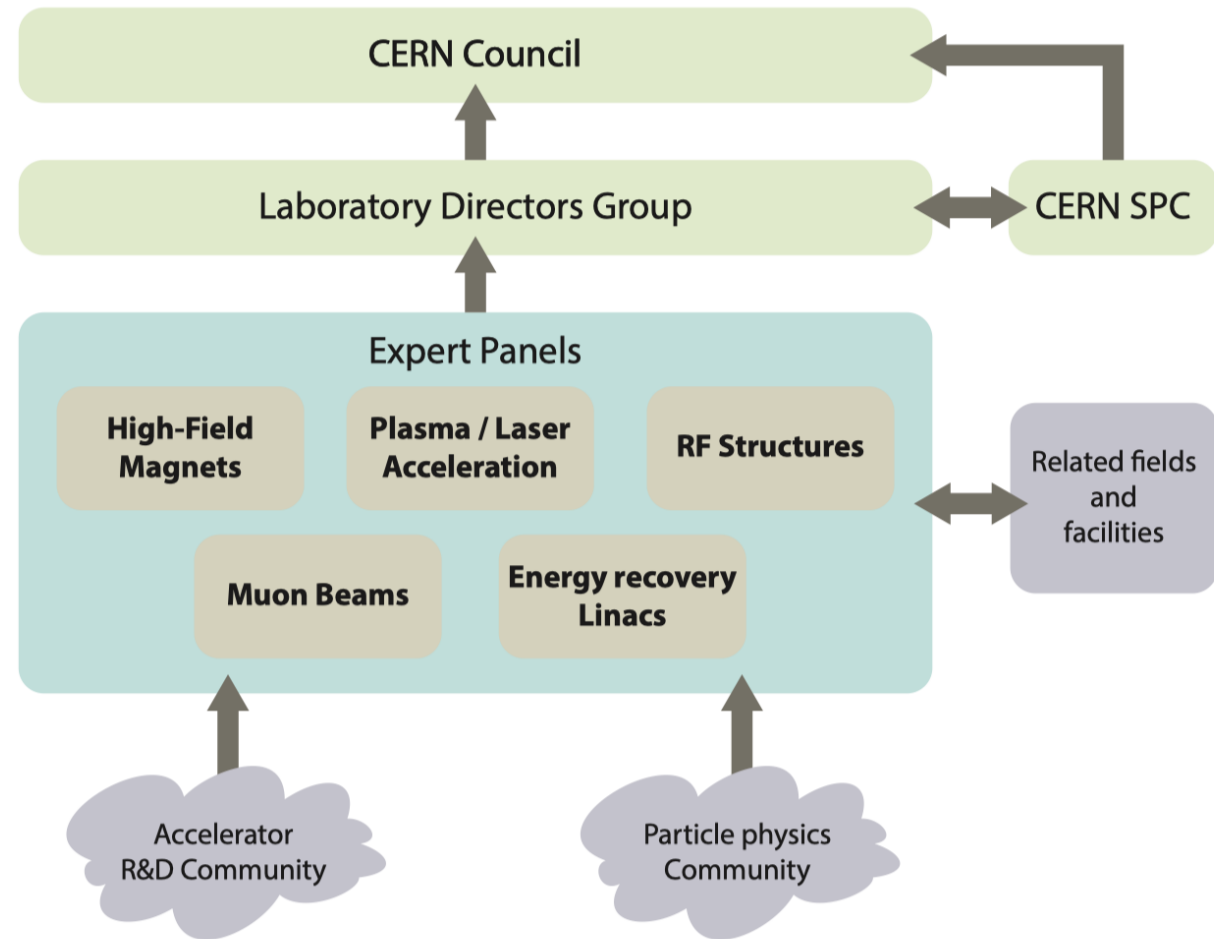 CERN Council
Laboratory Directors Group
CERN SPC
Expert Panels
High-Field
Magnets
Plasma / Laser
Acceleration
RF Structures
Related fields
and
facilities
Muon Beams
Energy recovery
Linacs
Accelerator
R&D Community
Particle physics
Community